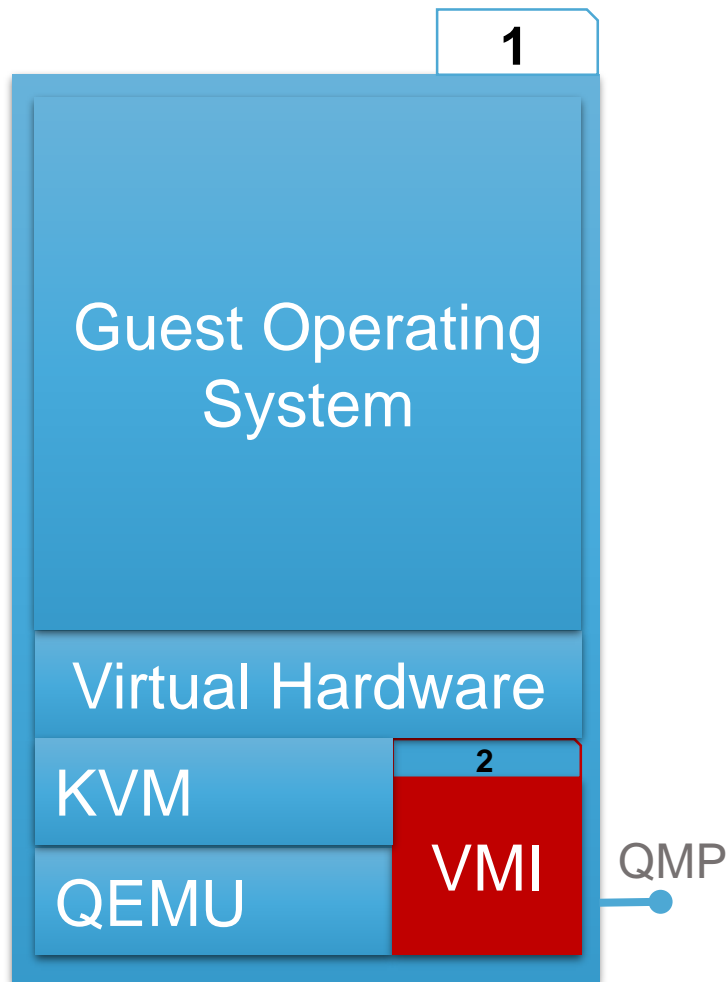 1
Guest Operating
System
Virtual Hardware
KVM
2
VMI
QMP
QEMU